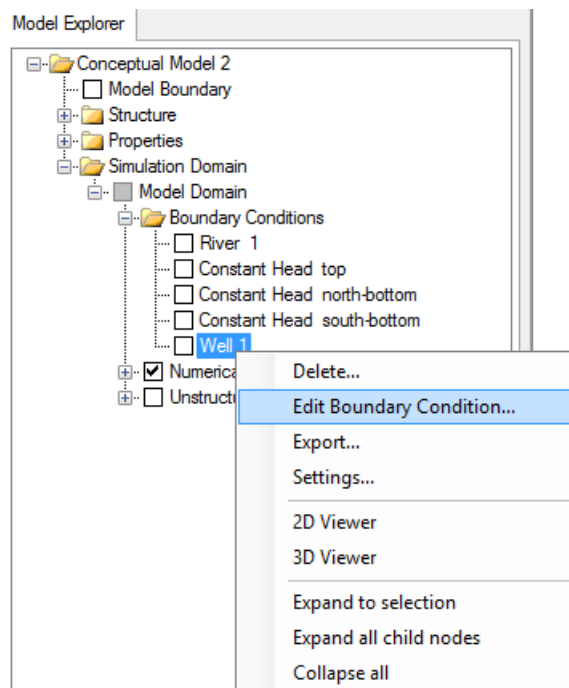 Model Explorer
Conceptual Model 2
Model Boundary
Structure
Properties
Simulation Domain
Model Domain
Boundary Conditions
River 1
Constant Head top
Constant Head north-bottom
Constant Head south-bottom
Well 1
Numerica
Unstruct
Delete...
Edit Boundary Condition...
Export...
Settings...
2D Viewer
3D Viewer
Expand to selection
Expand all child nodes
Collapse all